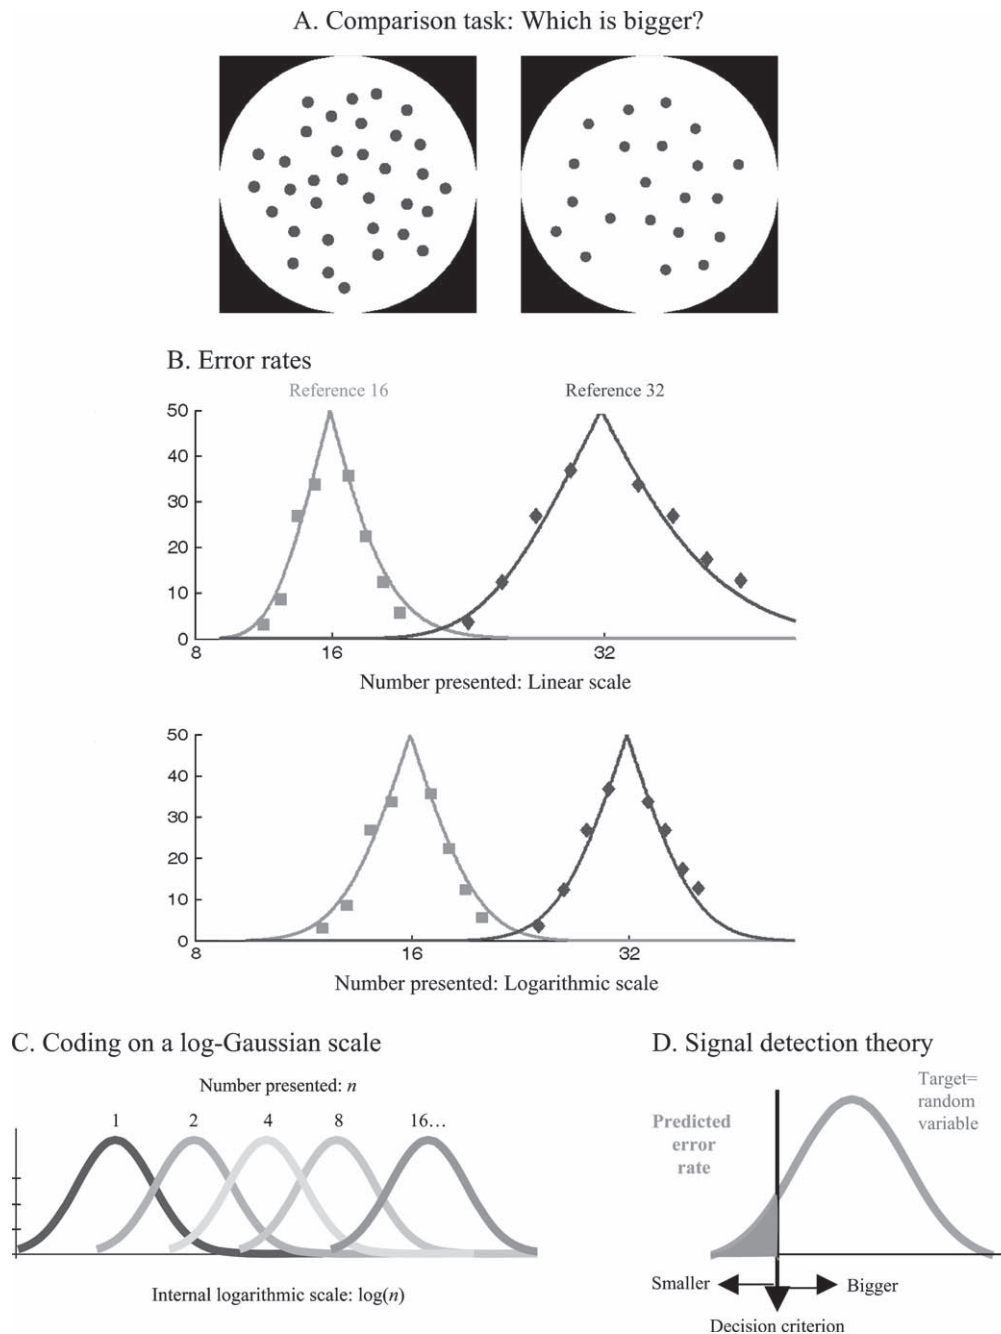 A. Comparison task: Which is bigger?
B. Error rates
Reference 16 Reference 32
50
40
30
20
10
0
8 16 32
Number presented: Linear scale
50
40
30
20
10
0
8 16 32
Number presented: Logarithmic scale
C. Coding on a log-Gaussian scale
Number presented: n
1 2 4 8 16...
Internal logarithmic scale: log(n)
D. Signal detection theory
Predicted
error
rate
Target=
random
variable
Smaller
Bigger
Decision criterion